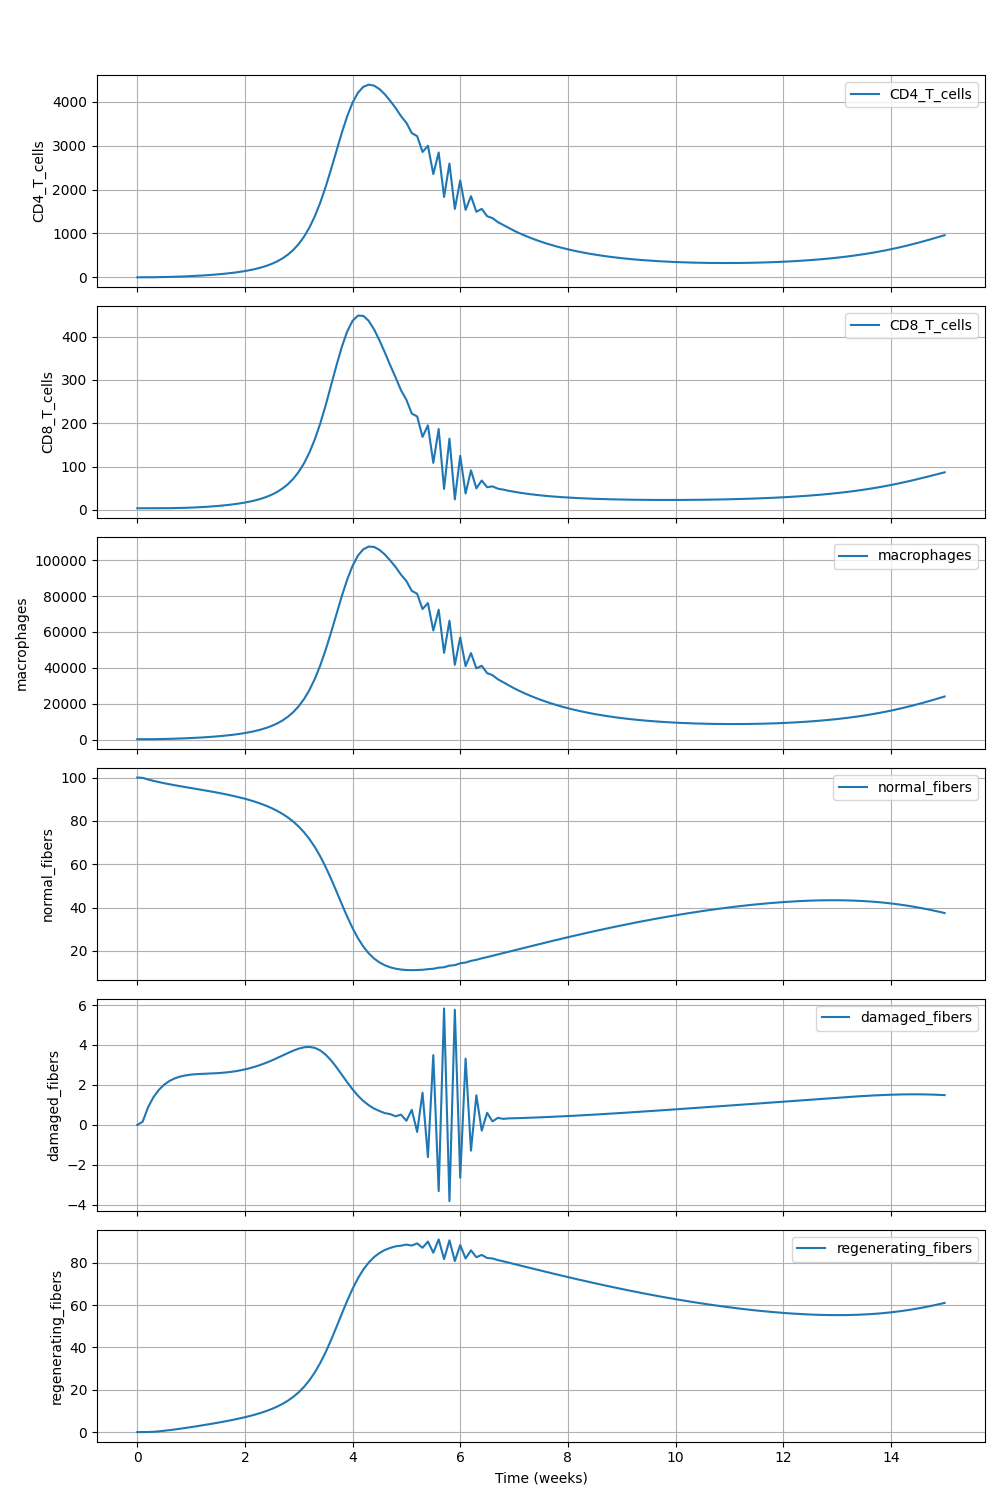 CD4_T_cells
4000
3000
2000
1000
0
CD4_T_cells
CD8_T_cells
400
300
200
100
0
CD8_T_cells
macrophages
100000
80000
60000
40000
20000
0
macrophages
normal_fibers
100
80
60
40
20
normal_fibers
damaged_fibers
6
4
2
0
−2
−4
damaged_fibers
regenerating_fibers
80
60
40
20
0
regenerating_fibers
0 2 4 6 8 10 12 14
Time (weeks)